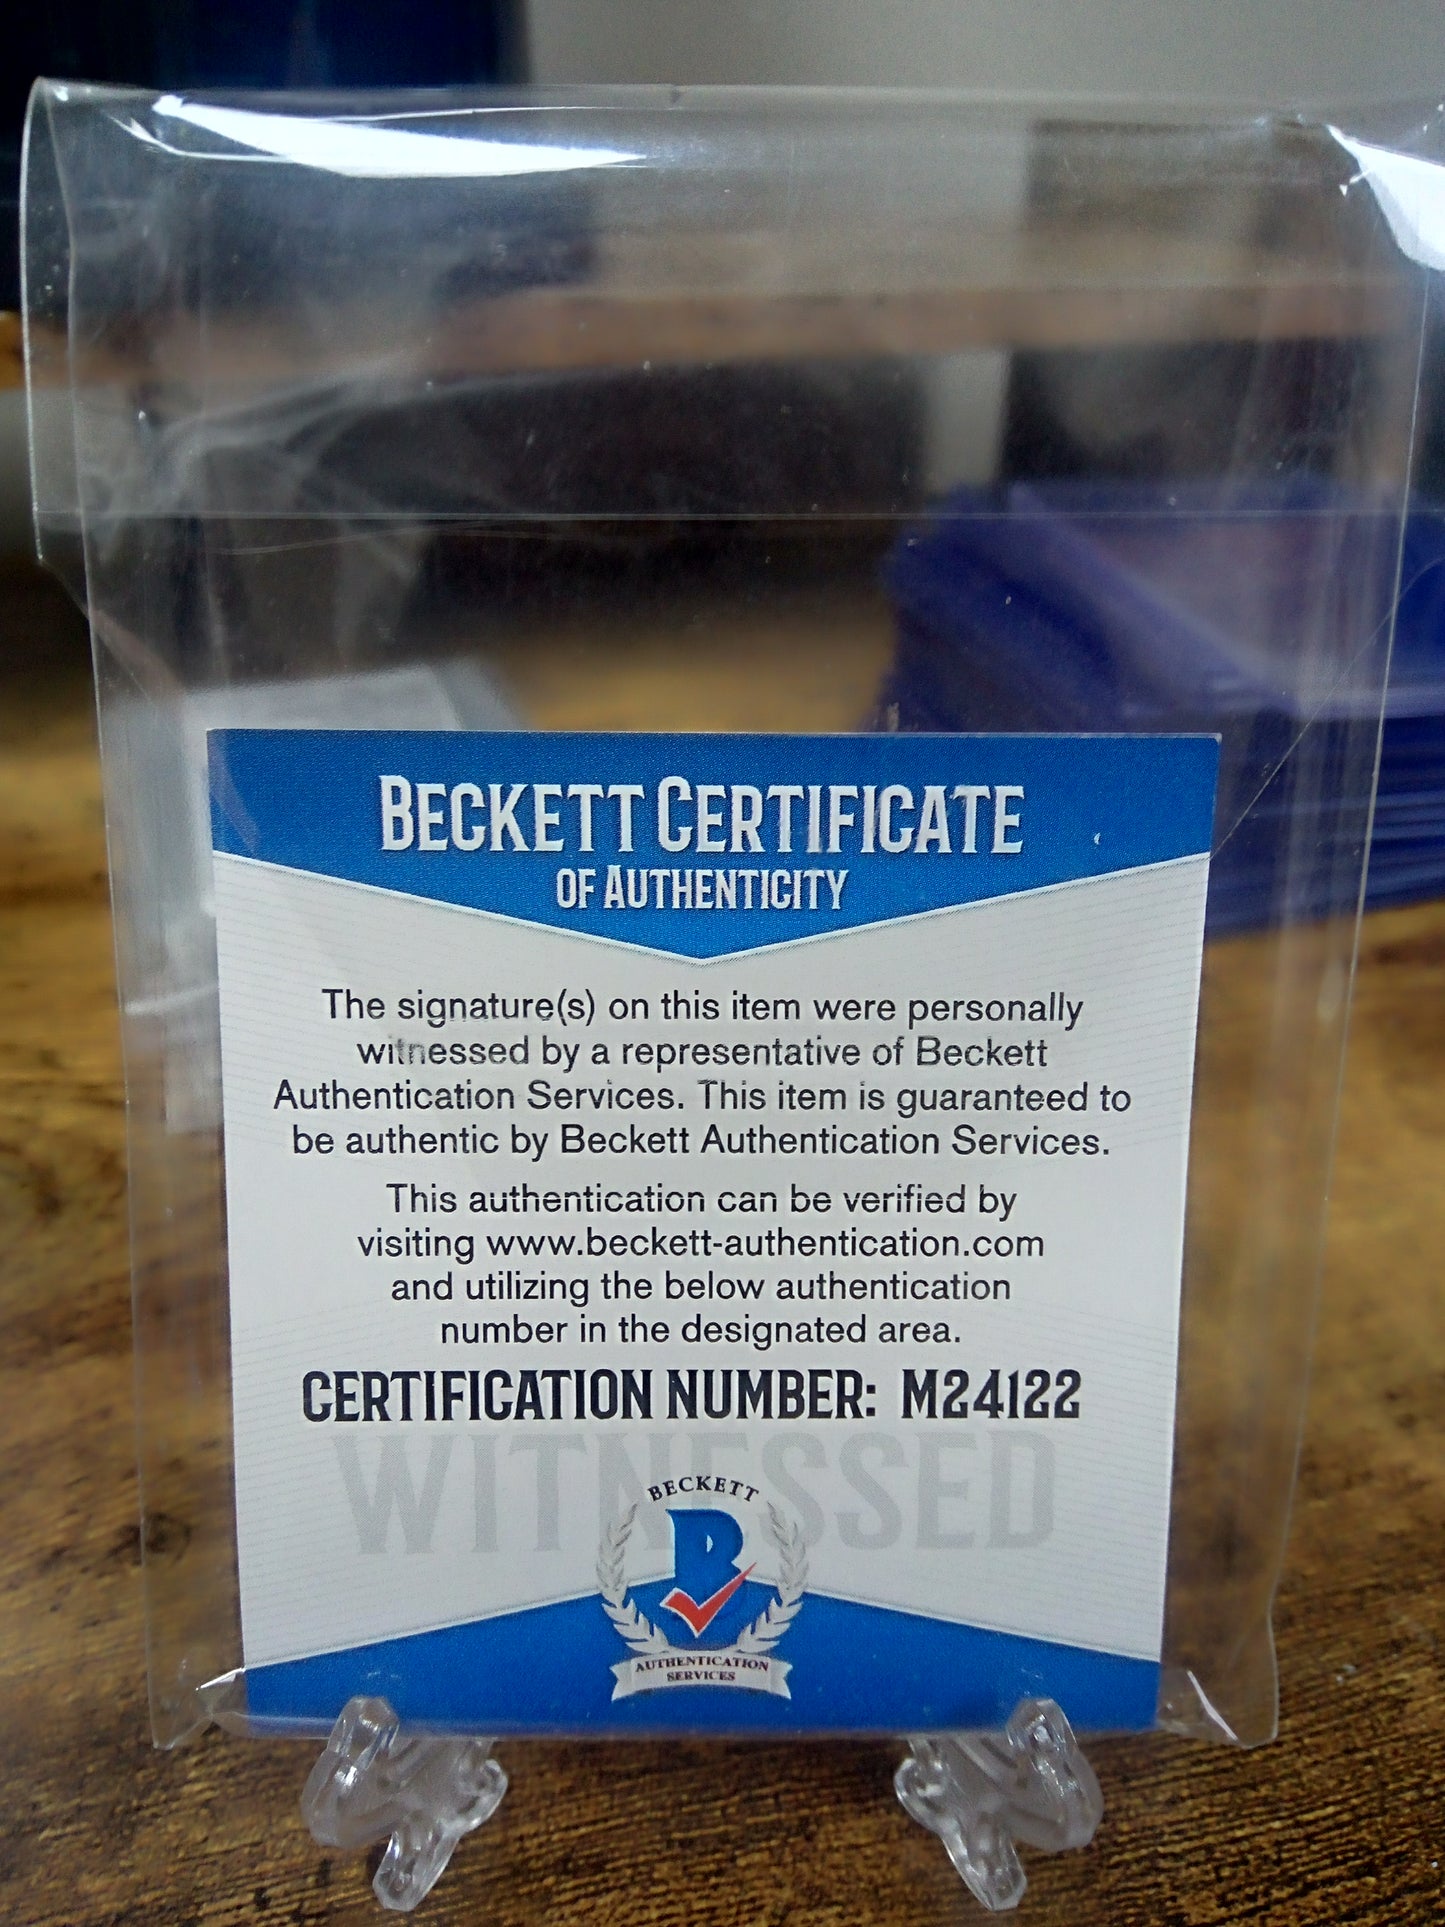 BECKETT CERTIFICATE
OF AUTHENTICITY
The signature(s) on this item were personally
witnessed by a representative of Beckett
Authentication Services. This item is guaranteed to
be authentic by Beckett Authentication Services.
This authentication can be verified by
visiting www.beckett-authentication.com
and utilizing the below authentication
number in the designated area.
CERTIFICATION NUMBER: M24122
WITNESSED
BECKETT
B
AUTHENTICATION
SERVICES